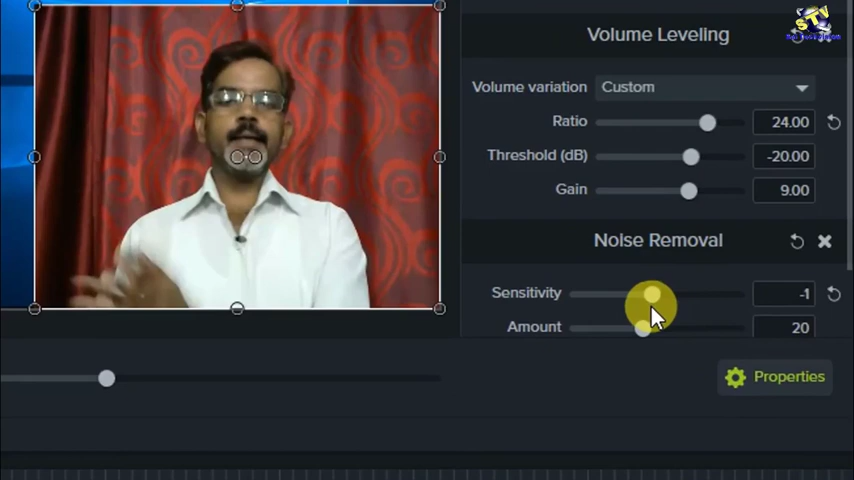 STV
Volume Leveling
Volume variation Custom
Ratio 24.00
Threshold (dB) -20.00
Gain 9.00
Noise Removal
Sensitivity -1
Amount 20
Properties